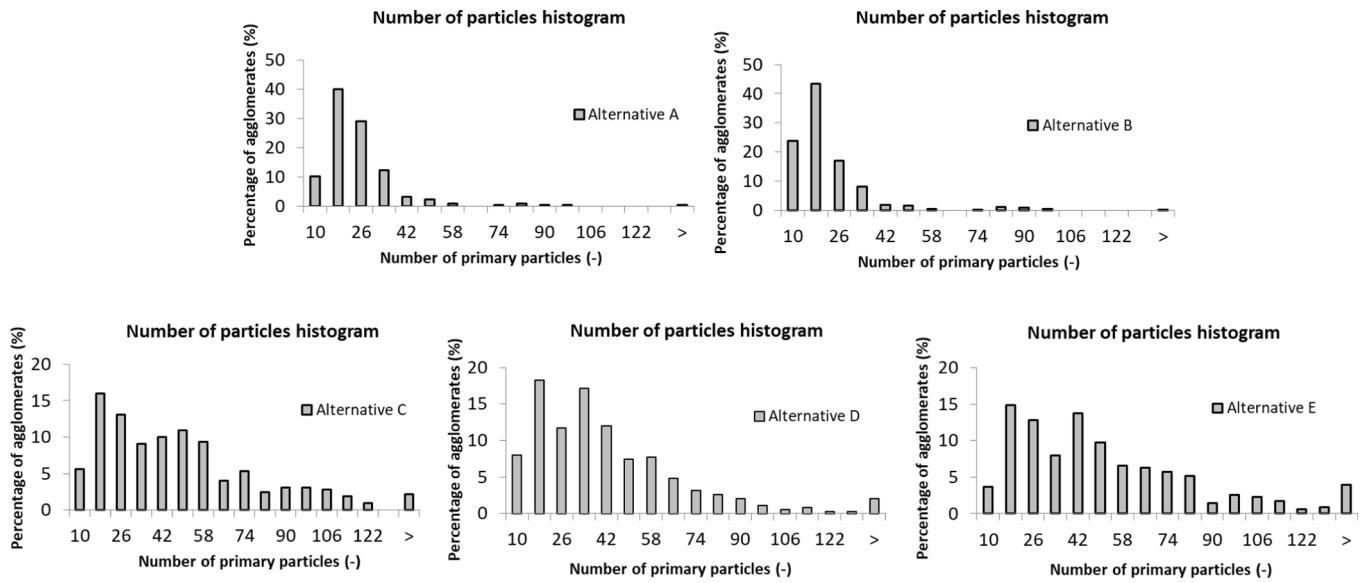 Number of particles histogram
Percentage of agglomerates (%)
50
40
30
20
10
0
Alternative A
10 26 42 58 74 90 106 122 >
Number of primary particles (-)
Number of particles histogram
Percentage of agglomerates (%)
50
40
30
20
10
0
Alternative B
10 26 42 58 74 90 106 122 >
Number of primary particles (-)
Number of particles histogram
Percentage of agglomerates (%)
20
15
10
5
0
Alternative C
10 26 42 58 74 90 106 122 >
Number of primary particles (-)
Number of particles histogram
Percentage of agglomerates (%)
20
15
10
5
0
Alternative D
10 26 42 58 74 90 106 122 >
Number of primary particles (-)
Number of particles histogram
Percentage of agglomerates (%)
20
15
10
5
0
Alternative E
10 26 42 58 74 90 106 122 >
Number of primary particles (-)